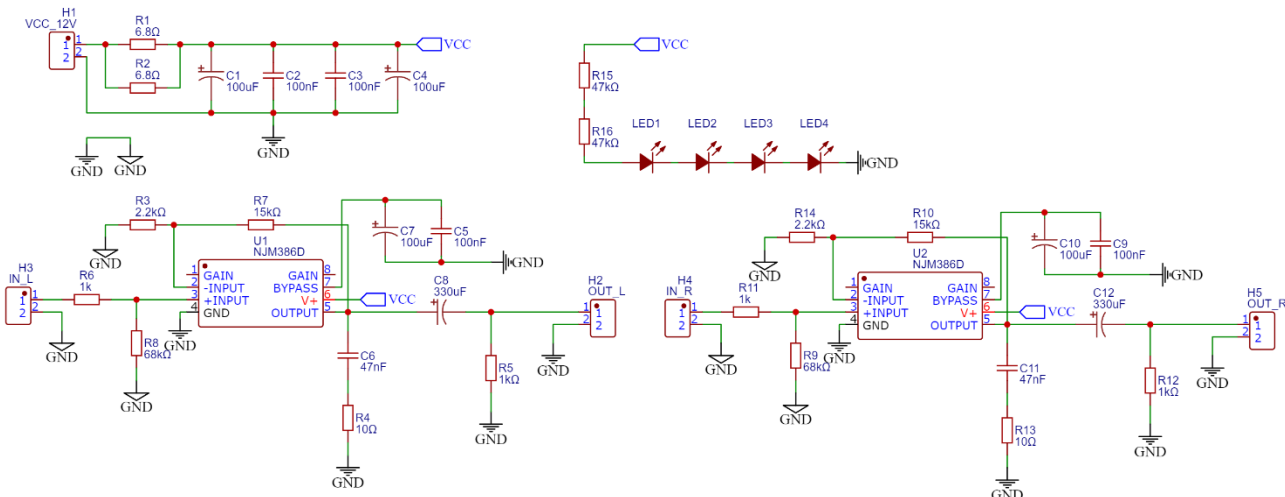 H1
VCC_12V
1
2
R1
6.8Ω
R2
6.8Ω
C1
100uF
C2
100nF
C3
100nF
C4
100uF
VCC
GND
GND
GND
VCC
R15
47kΩ
R16
47kΩ
LED1
LED2
LED3
LED4
GND
R3
2.2kΩ
R7
15kΩ
GND
U1
NJM386D
1 GAIN
2 -INPUT
3 +INPUT
4 GND
GAIN 8
BYPASS 7
V+ 6
OUTPUT 5
C7
100uF
C5
100nF
GND
VCC
H3
IN_L
1
2
R6
1k
GND
R8
68kΩ
GND
GND
C8
330uF
C6
47nF
R4
10Ω
GND
R5
1kΩ
GND
H2
OUT_L
1
2
GND
R14
2.2kΩ
R10
15kΩ
GND
U2
NJM386D
1 GAIN
2 -INPUT
3 +INPUT
4 GND
GAIN 8
BYPASS 7
V+ 6
OUTPUT 5
C10
100uF
C9
100nF
GND
VCC
H4
IN_R
1
2
R11
1k
GND
R9
68kΩ
GND
GND
C12
330uF
C11
47nF
R13
10Ω
GND
R12
1kΩ
GND
H5
OUT_R
1
2
GND